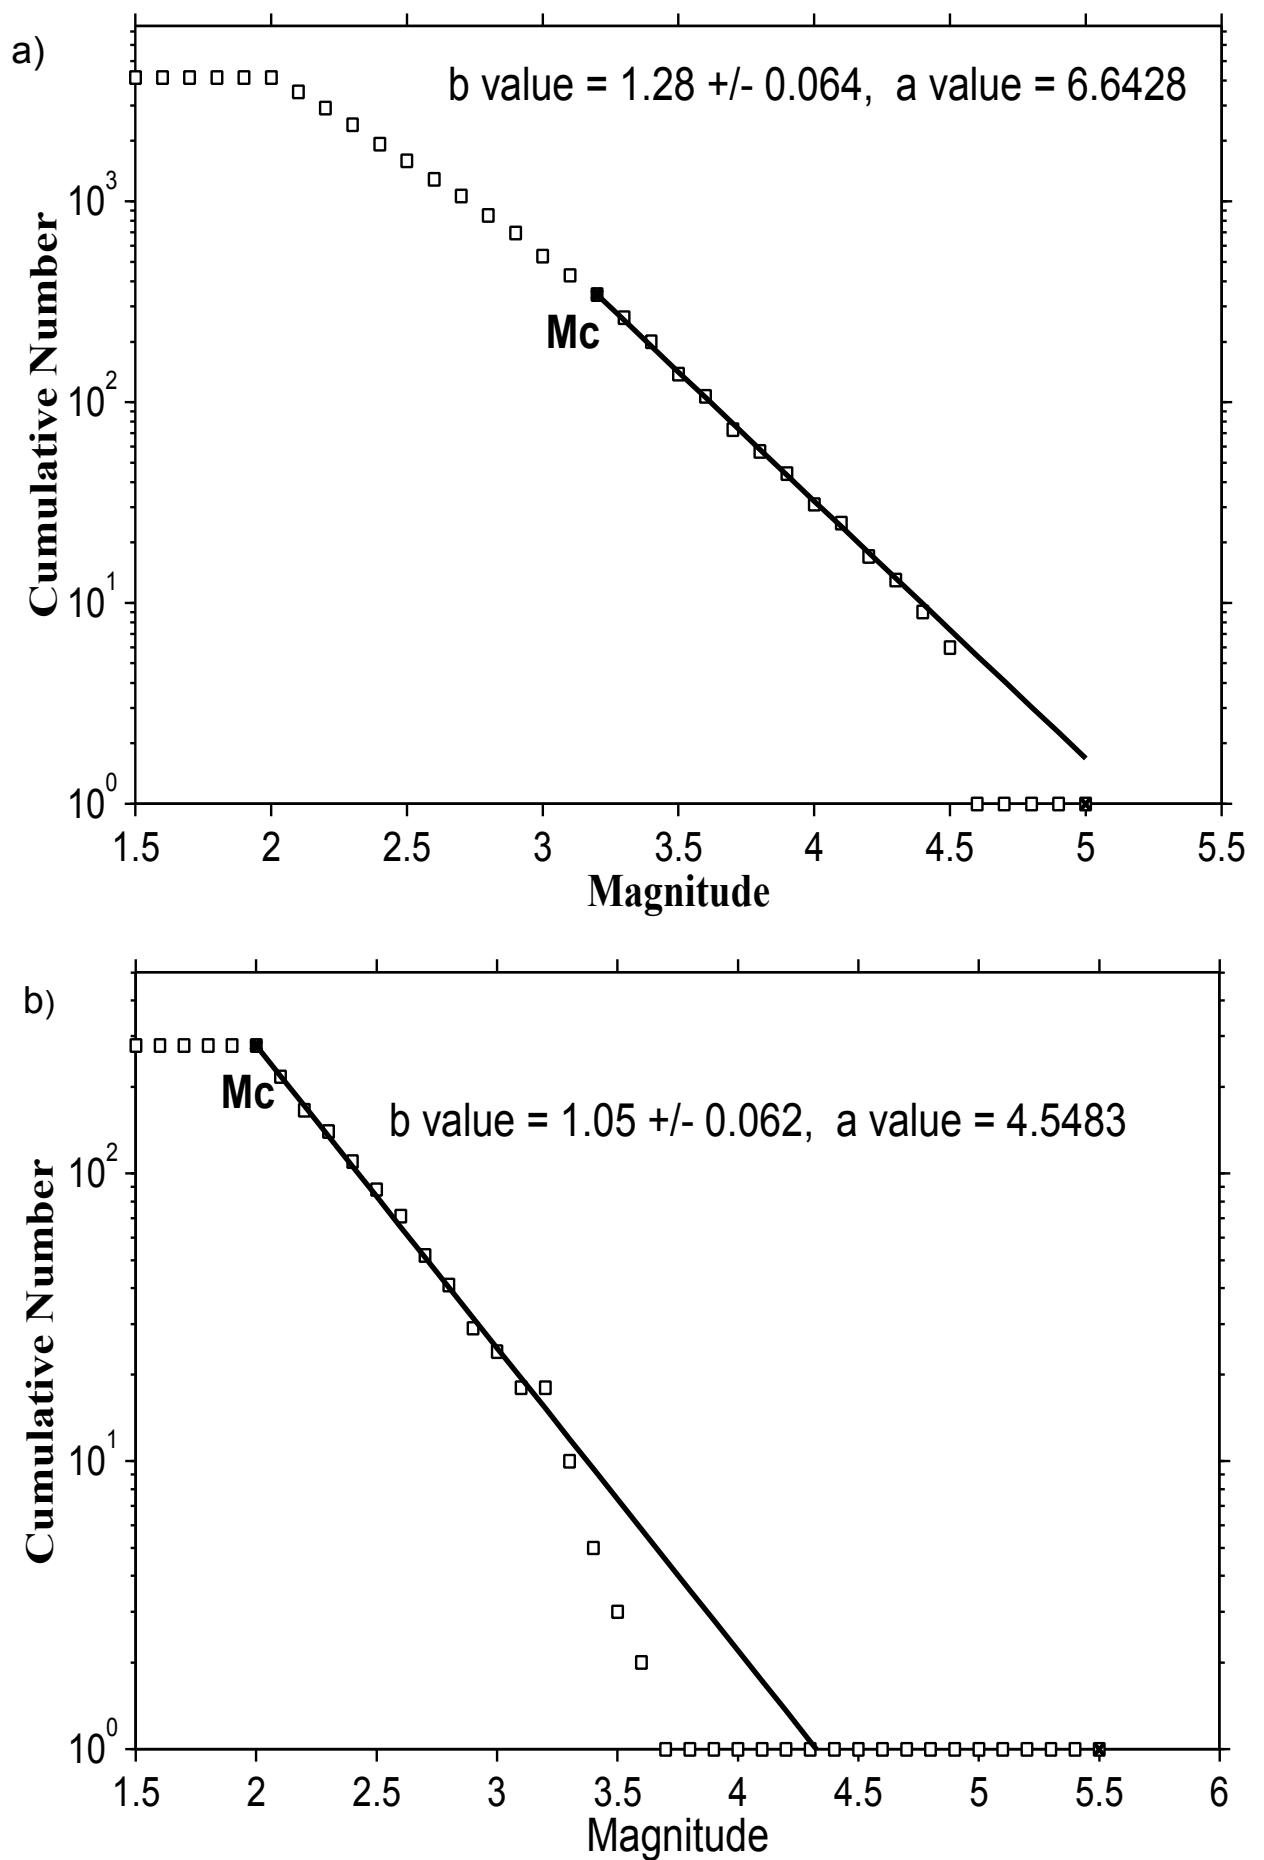 a)
b value = 1.28 +/- 0.064, a value = 6.6428
10^3
10^2
10^1
10^0
Cumulative Number
Mc
1.5 2 2.5 3 3.5 4 4.5 5 5.5
Magnitude
b)
Mc
b value = 1.05 +/- 0.062, a value = 4.5483
10^2
10^1
10^0
Cumulative Number
1.5 2 2.5 3 3.5 4 4.5 5 5.5 6
Magnitude